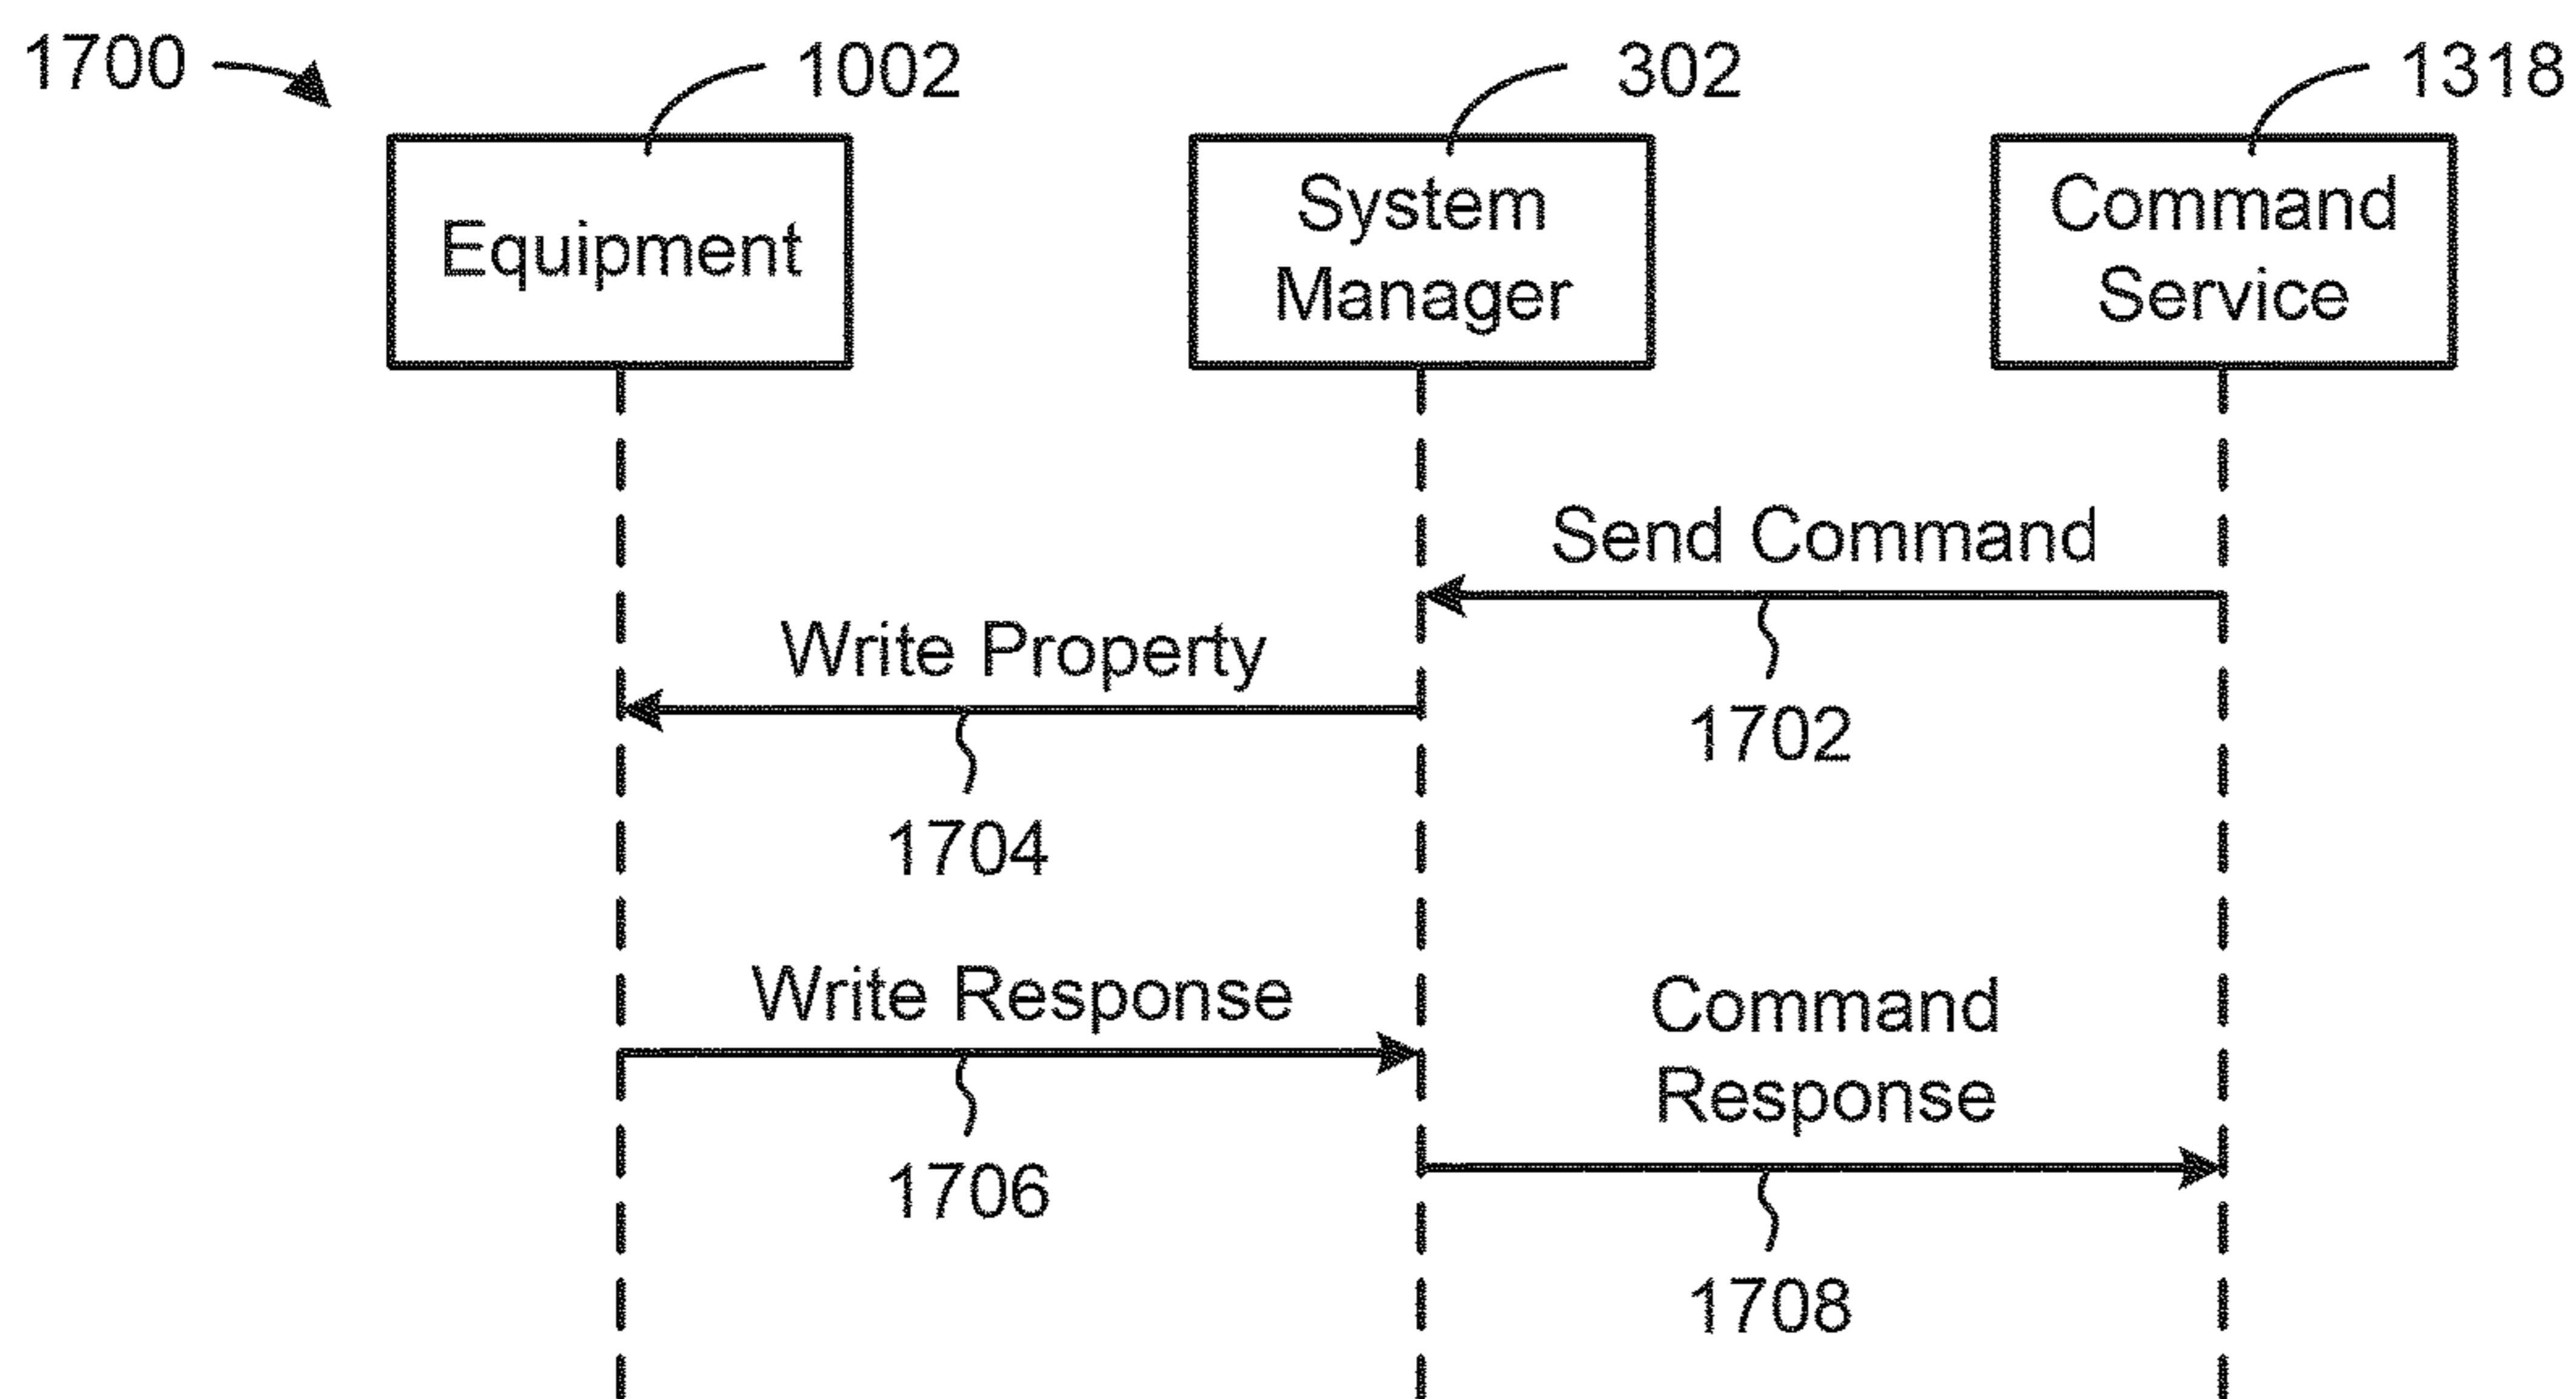 1700
1002
302
1318
Equipment
System
Manager
Command
Service
Send Command
1702
Write Property
1704
Write Response
1706
Command
Response
1708